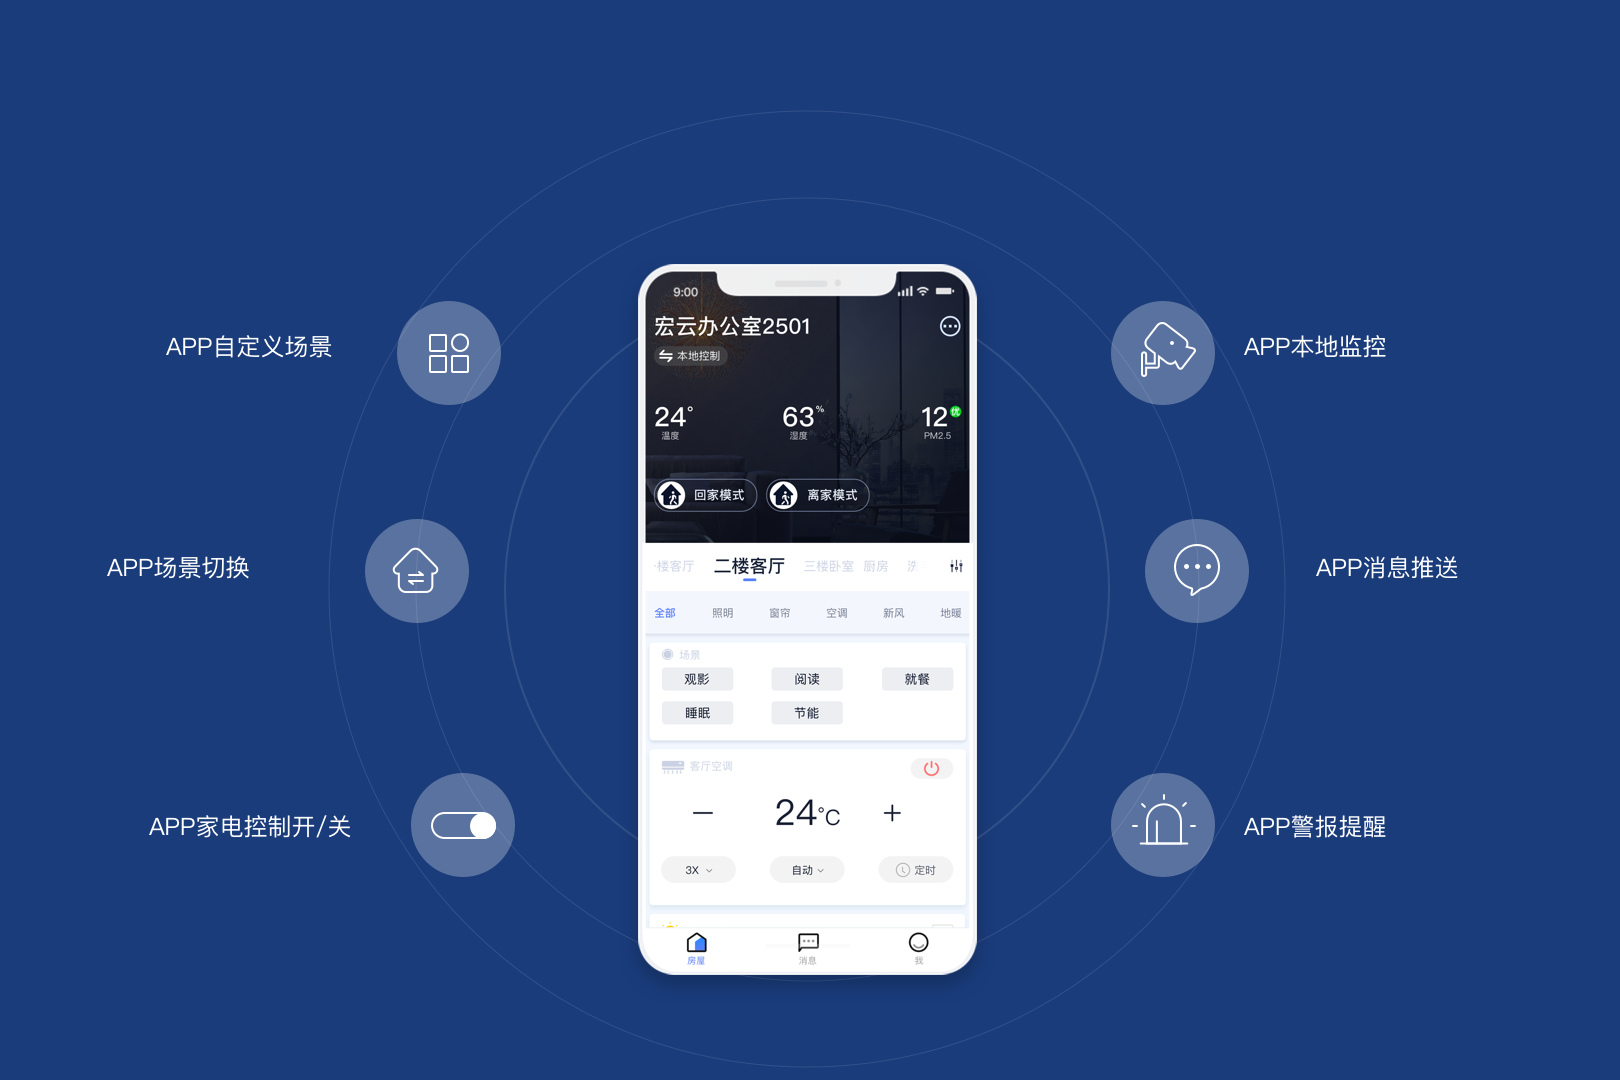 APP自定义场景
APP场景切换
APP家电控制开/关
9:00
宏云办公室2501
本地控制
24° 63% 12 优
温度 湿度 PM2.5
回家模式 离家模式
楼客厅 二楼客厅 三楼卧室 厨房 洗
全部 照明 窗帘 空调 新风 地暖
场景
观影 阅读 就餐
睡眠 节能
客厅空调
24°C
3X 自动 定时
房屋 消息 我
APP本地监控
APP消息推送
APP警报提醒